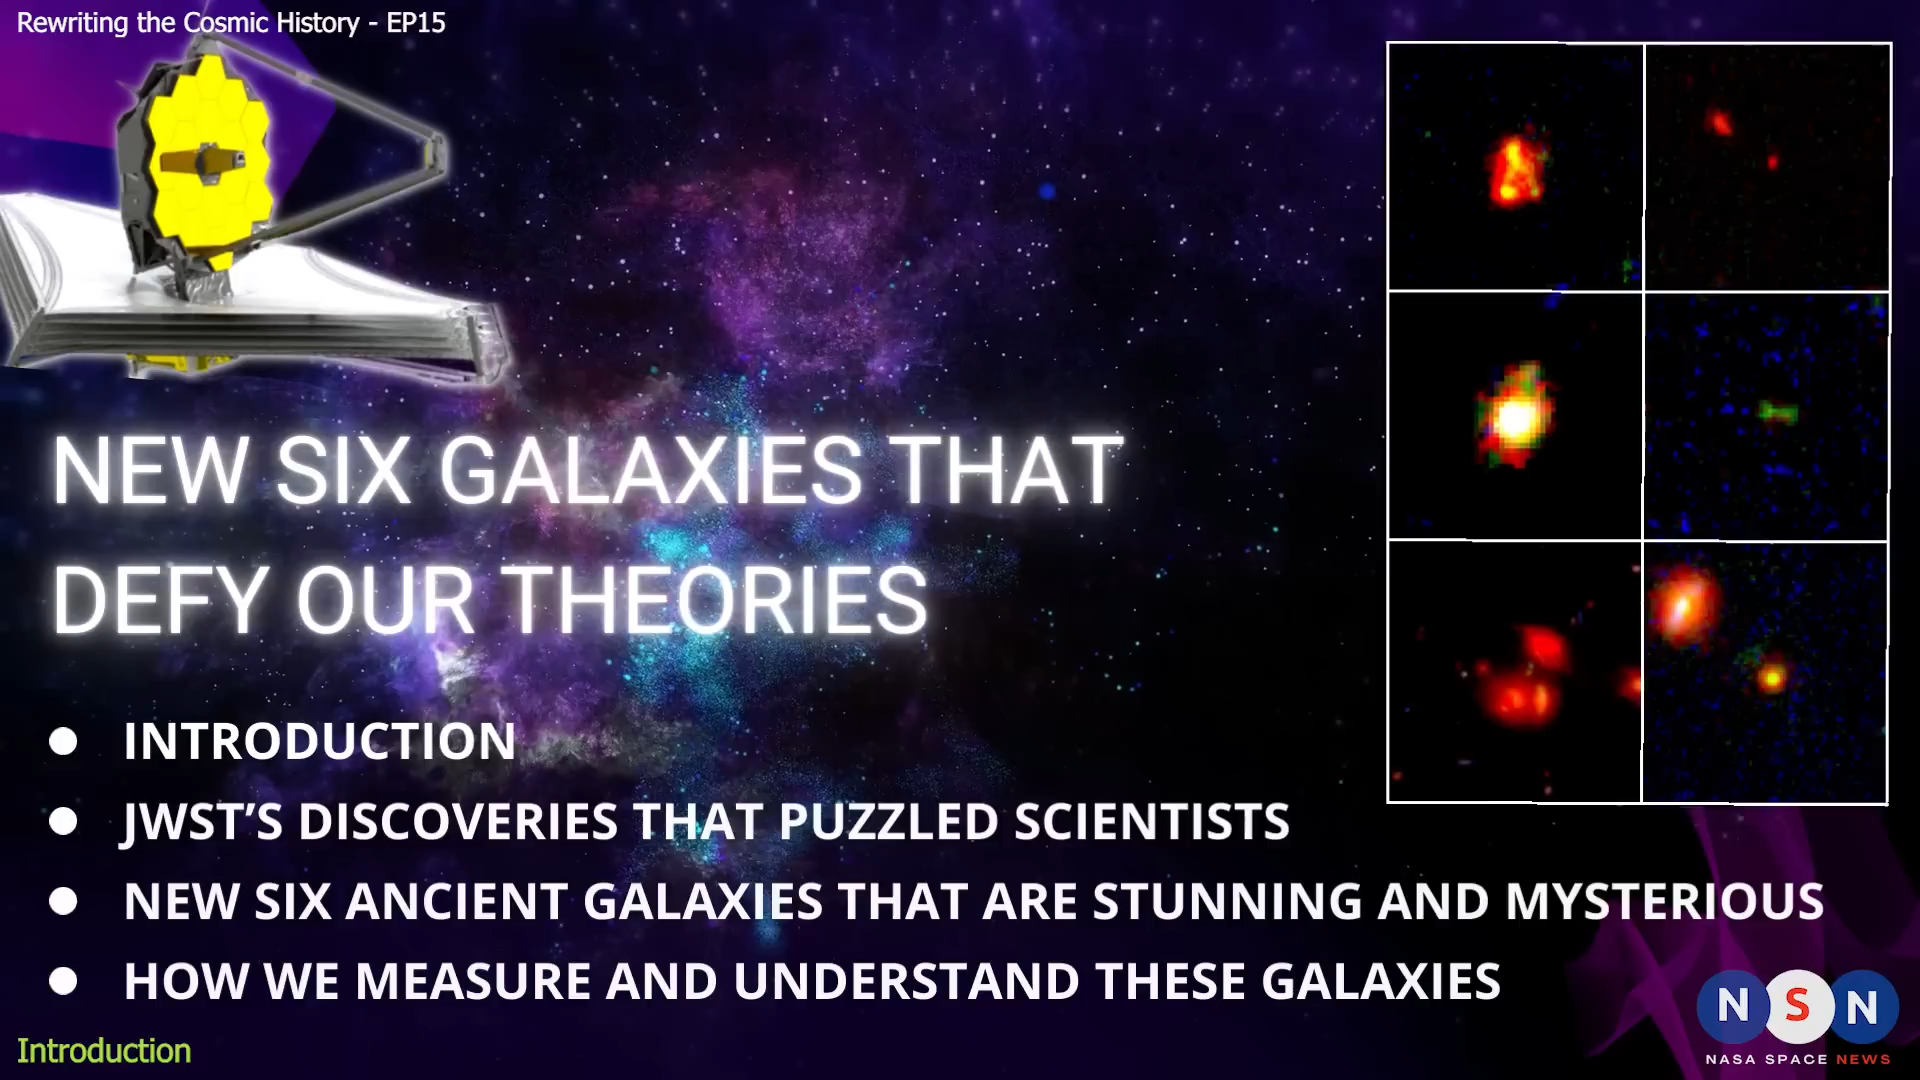 Rewriting the Cosmic History - EP15
NEW SIX GALAXIES THAT
DEFY OUR THEORIES
● INTRODUCTION
● JWST’S DISCOVERIES THAT PUZZLED SCIENTISTS
● NEW SIX ANCIENT GALAXIES THAT ARE STUNNING AND MYSTERIOUS
● HOW WE MEASURE AND UNDERSTAND THESE GALAXIES
Introduction
NSN
NASA SPACE NEWS